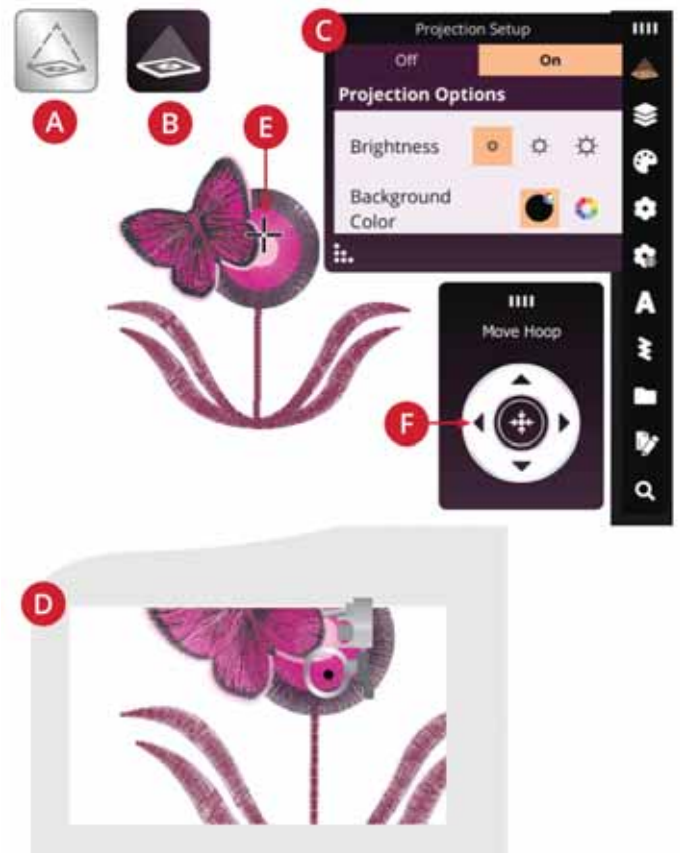 A
B
C
Projection Setup
Off
On
Projection Options
Brightness
Background
Color
E
Move Hoop
F
A
D